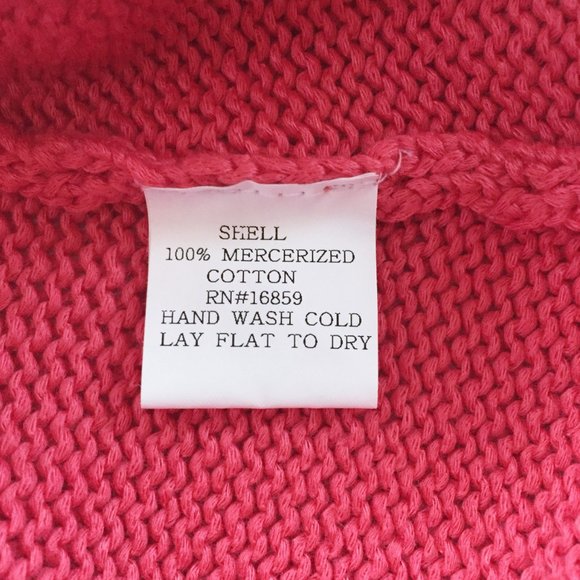 SHELL
100% MERCERIZED
COTTON
RN#16859
HAND WASH COLD
LAY FLAT TO DRY